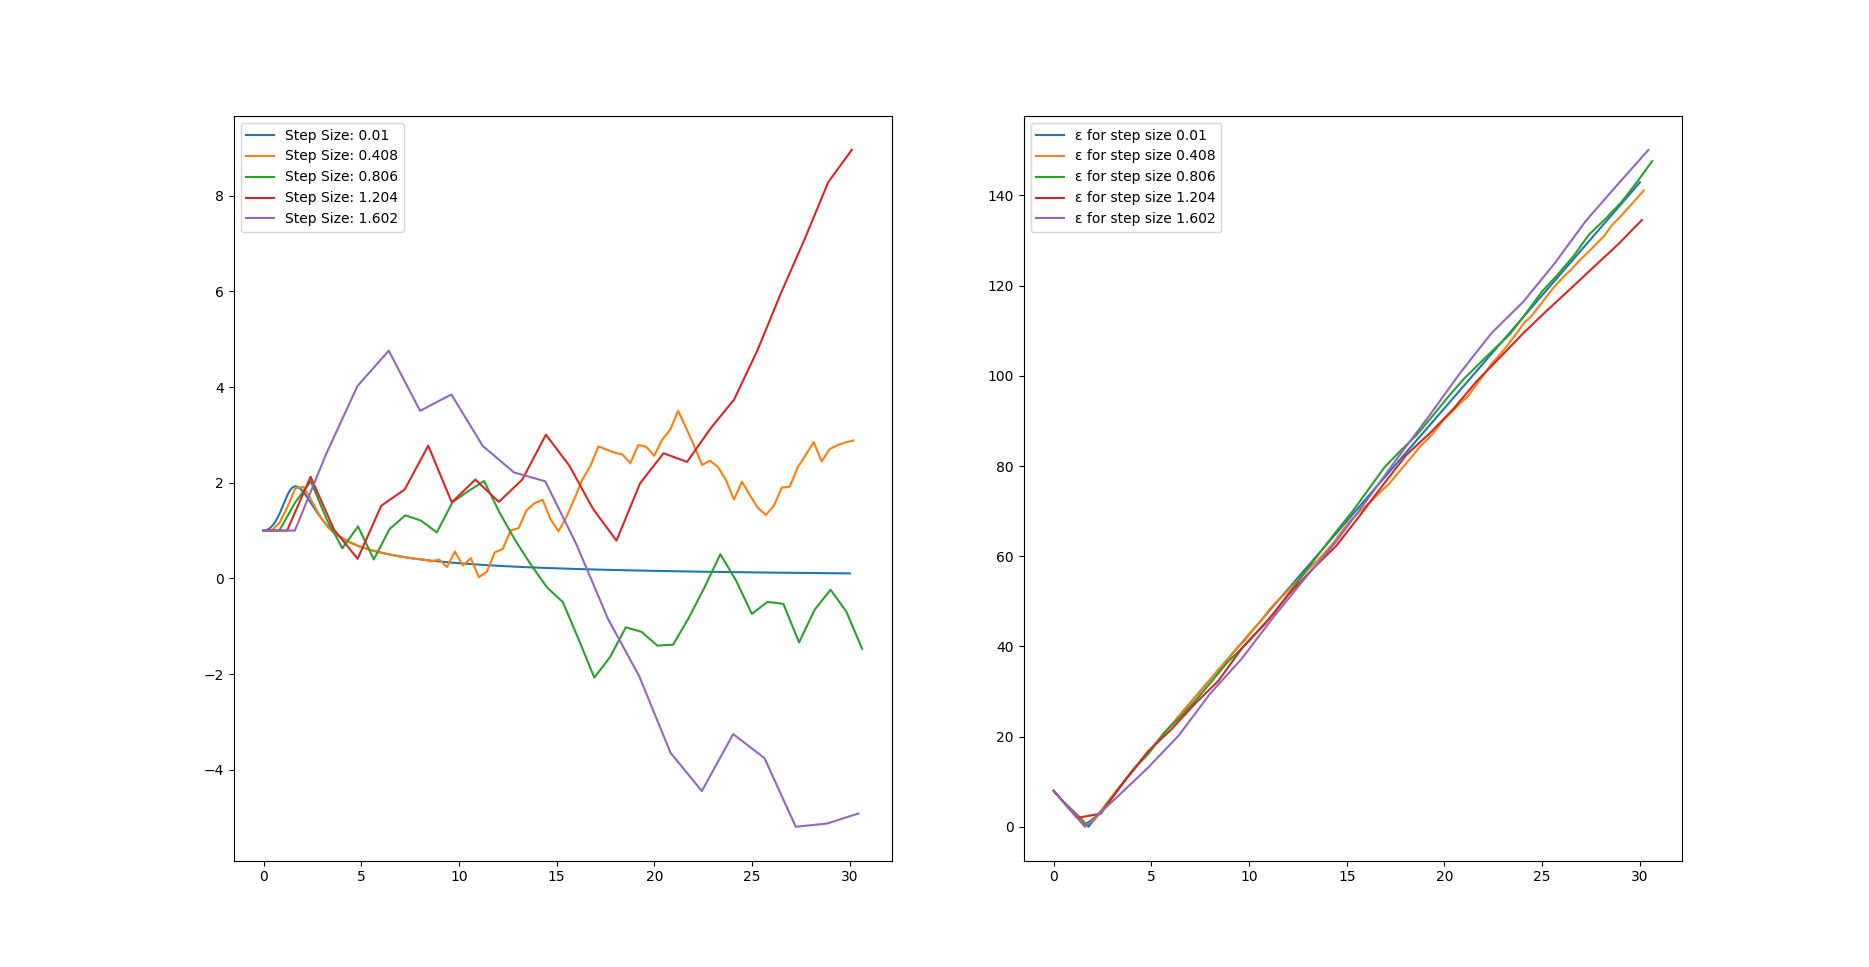 Step Size: 0.01
Step Size: 0.408
Step Size: 0.806
Step Size: 1.204
Step Size: 1.602
8
6
4
2
0
−2
−4
0 5 10 15 20 25 30
ε for step size 0.01
ε for step size 0.408
ε for step size 0.806
ε for step size 1.204
ε for step size 1.602
140
120
100
80
60
40
20
0
0 5 10 15 20 25 30